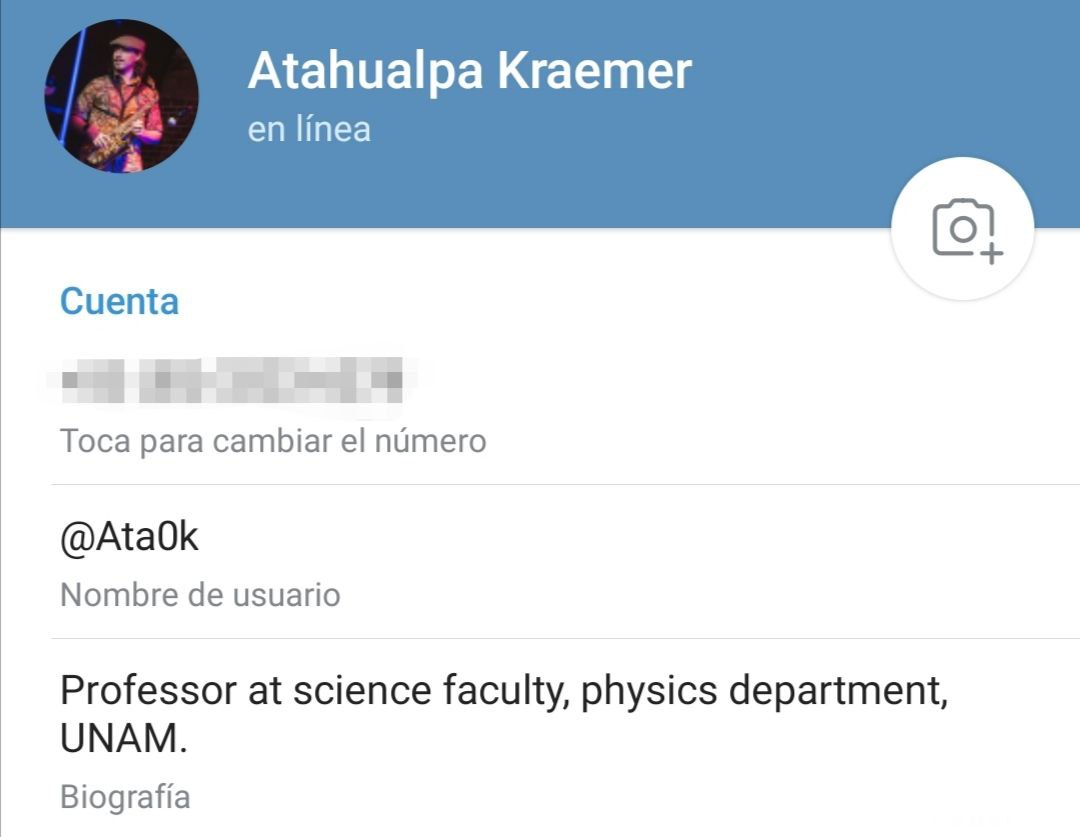 Atahualpa Kraemer
en línea
Cuenta
Toca para cambiar el número
@Ata0k
Nombre de usuario
Professor at science faculty, physics department,
UNAM.
Biografía